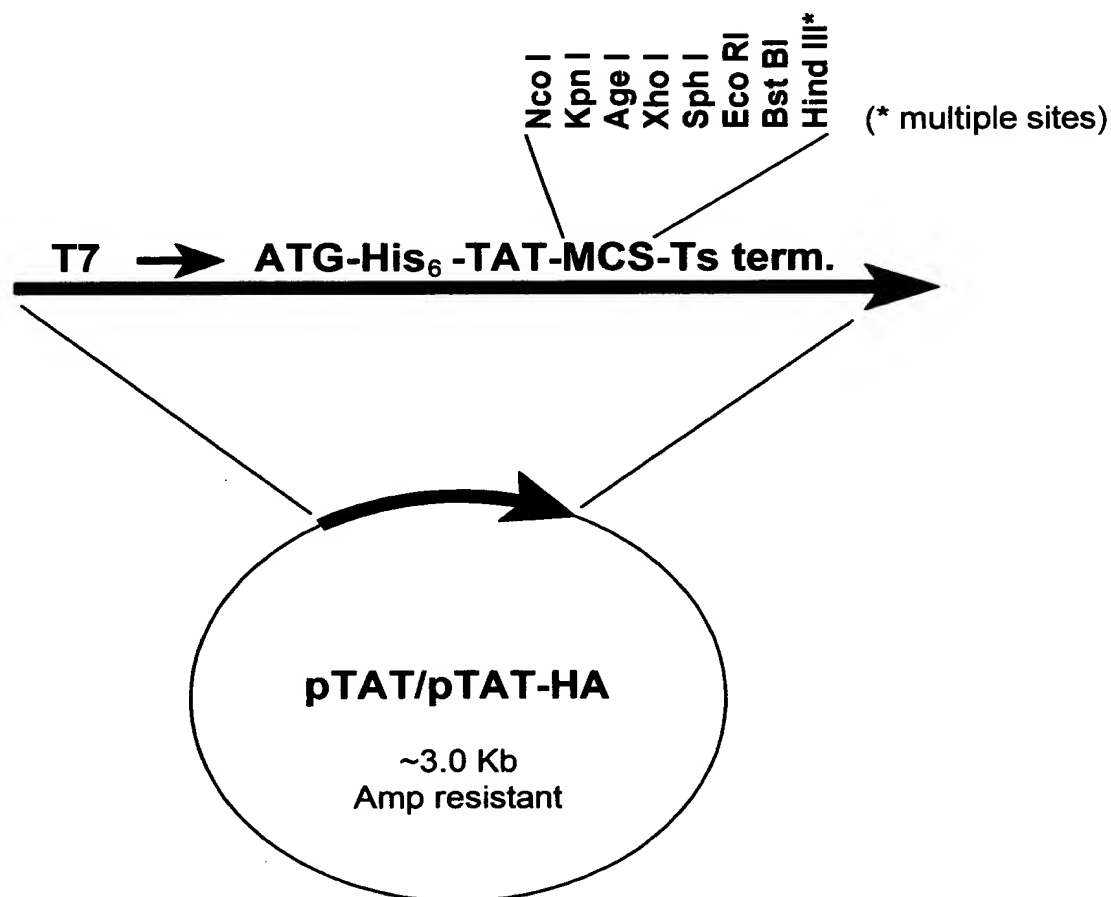 Nco I
Kpn I
Age I
Xho I
Sph I
Eco RI
Bst BI
Hind III*
(* multiple sites)
T7
ATG-His₆ -TAT-MCS-Ts term.
pTAT/pTAT-HA
~3.0 Kb
Amp resistant